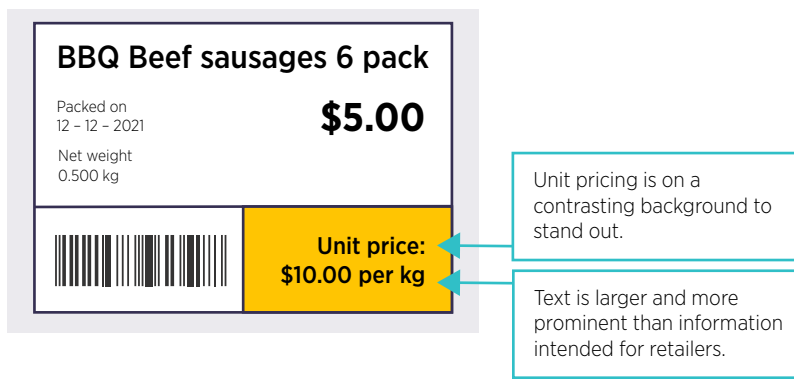 BBQ Beef sausages 6 pack
Packed on
12 – 12 – 2021
$5.00
Net weight
0.500 kg
Unit price:
$10.00 per kg
Unit pricing is on a
contrasting background to
stand out.
Text is larger and more
prominent than information
intended for retailers.